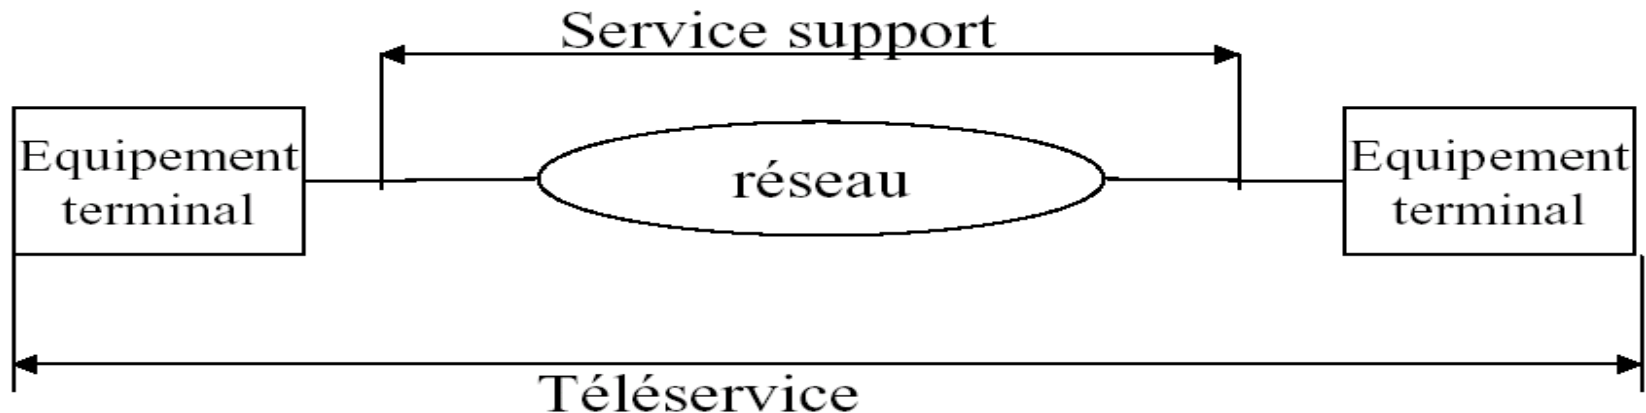 Service support
Equipement
terminal
réseau
Equipement
terminal
Téléservice